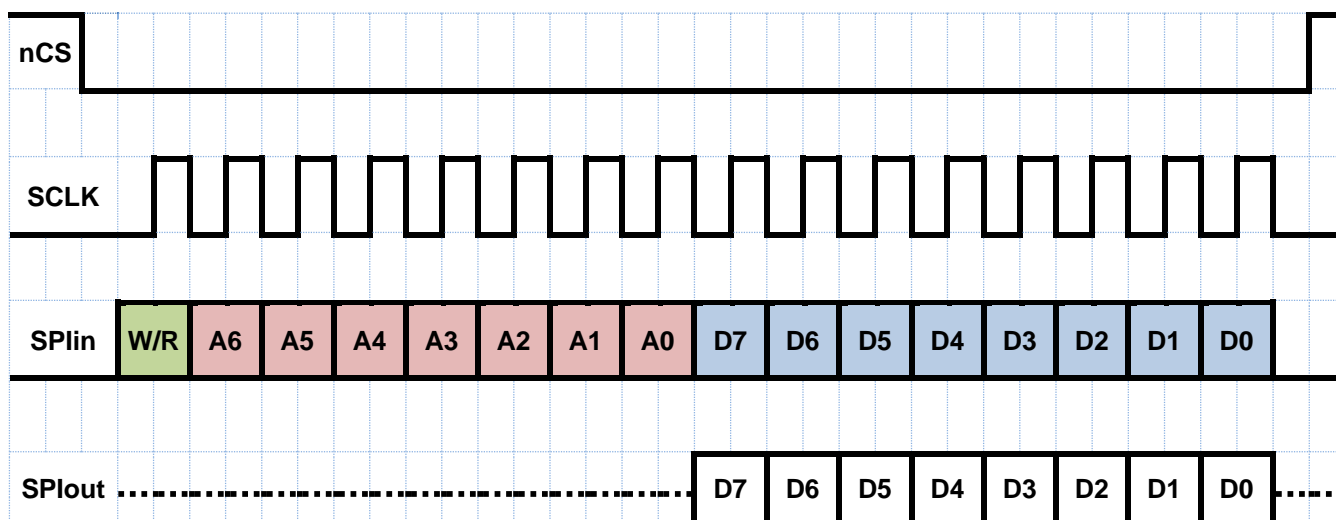 nCS
SCLK
SPIin W/R A6 A5 A4 A3 A2 A1 A0 D7 D6 D5 D4 D3 D2 D1 D0
SPIout D7 D6 D5 D4 D3 D2 D1 D0